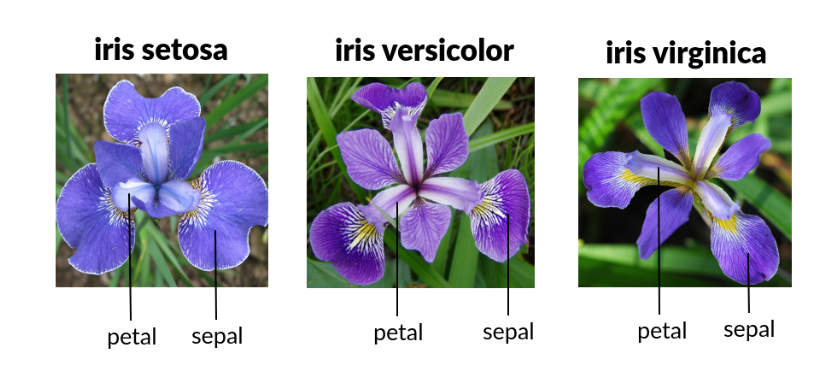 iris setosa
iris versicolor
iris virginica
petal
sepal
petal
sepal
petal
sepal